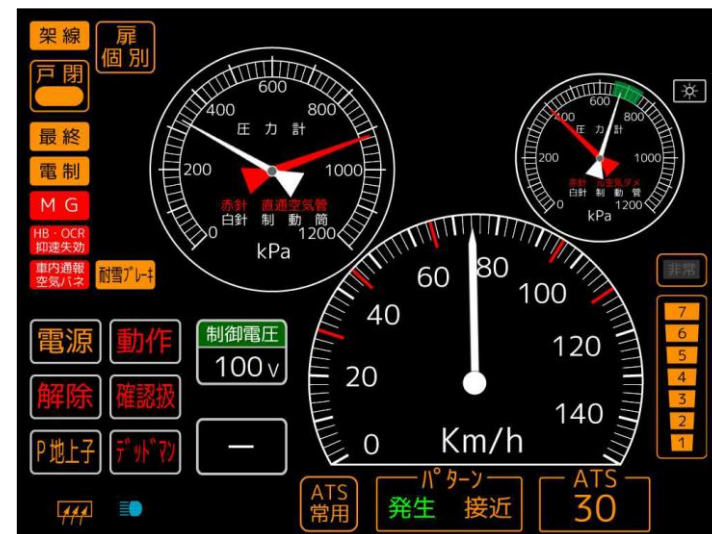 架線
扉
個別
戸閉
最終
電制
MG
HB・OCR
抑速失効
車内通報
空気バネ
耐雪ブレーキ
0
200
400
600
800
1000
1200
圧力計
赤針 直通空気管
白針 制動筒
kPa
0
200
400
600
800
1000
1200
圧力計
赤針 元空気ダメ
白針 制動管
kPa
非常
7
6
5
4
3
2
1
電源
動作
解除
確認扱
P地上子
デッドマン
制御電圧
100V
ー
0
20
40
60
80
100
120
140
Km/h
ATS
常用
パターン
発生 接近
ATS
30